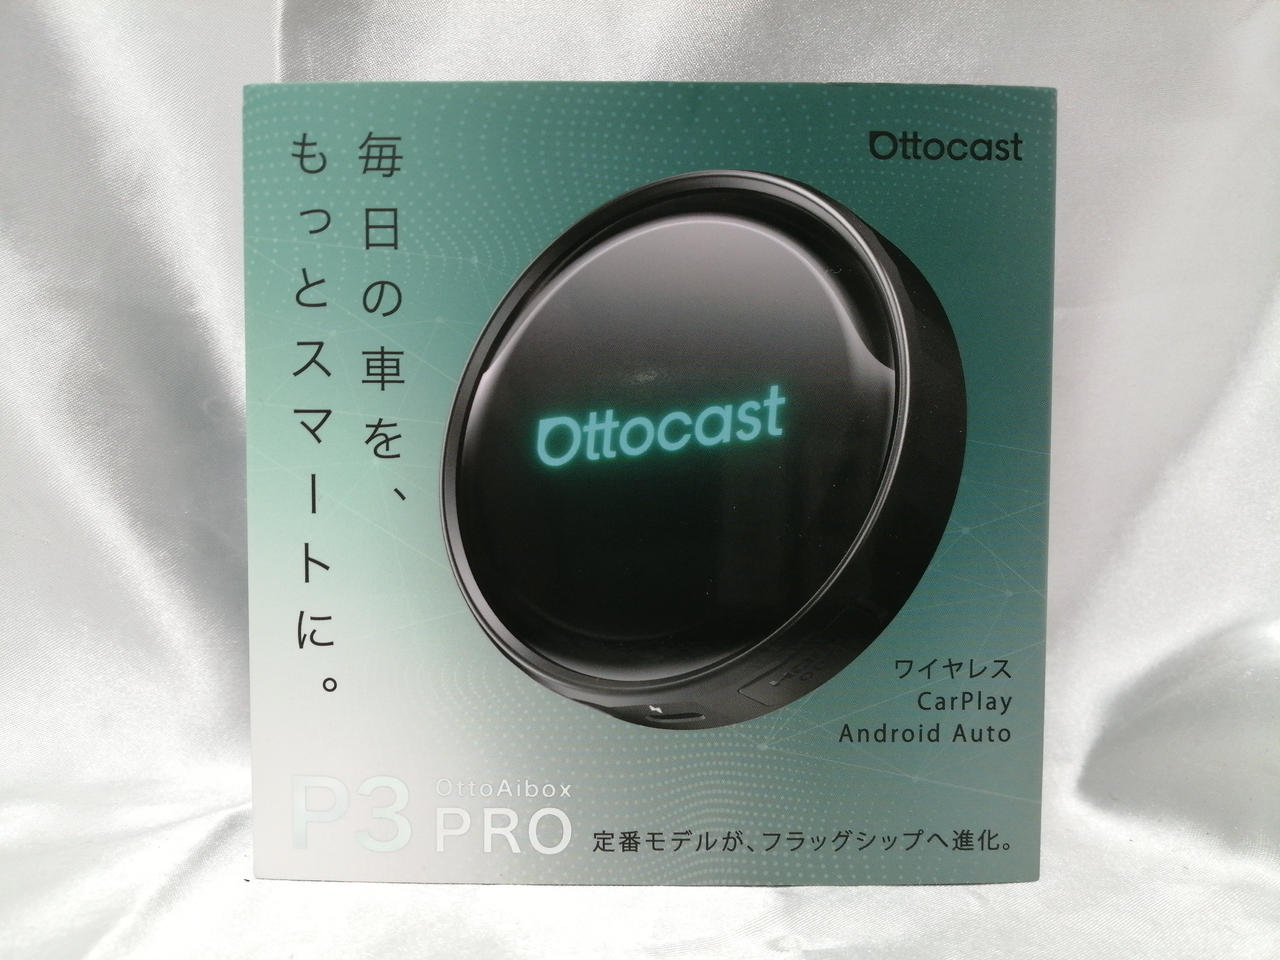 毎日の車を、
もっとスマートに。
Ottocast
Ottocast
ワイヤレス
CarPlay
Android Auto
P3 OttoAibox
PRO
定番モデルが、フラッグシップへ進化。